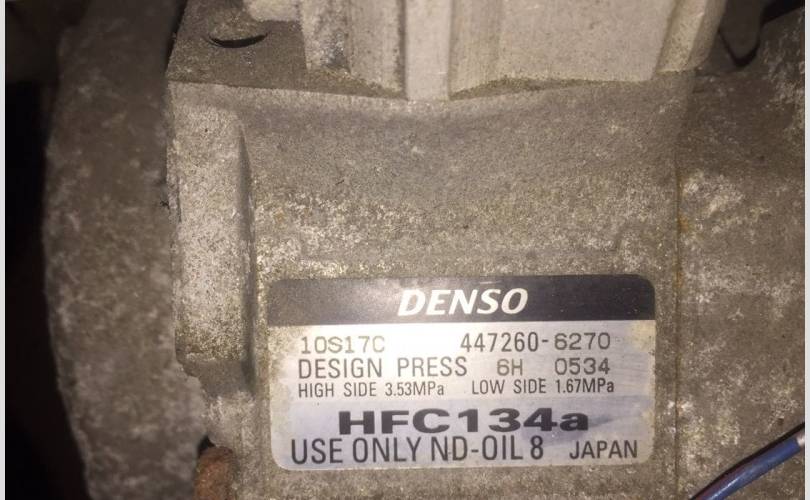 DENSO
10S17C 447260-6270
DESIGN PRESS 6H 0534
HIGH SIDE 3.53MPa LOW SIDE 1.67MPa
HFC134a
USE ONLY ND-OIL 8 JAPAN